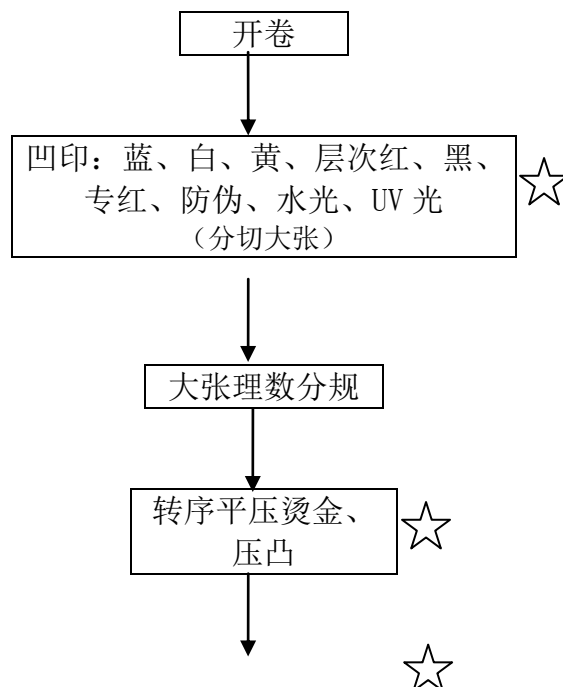 开卷
凹印：蓝、白、黄、层次红、黑、
专红、防伪、水光、UV 光
（分切大张）
大张理数分规
转序平压烫金、
压凸